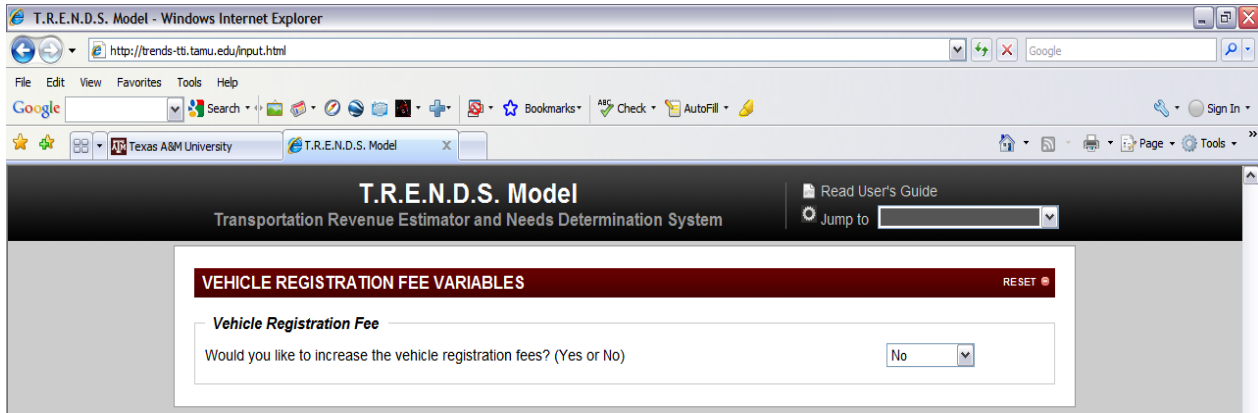 T.R.E.N.D.S. Model - Windows Internet Explorer
http://trends-tti.tamu.edu/input.html
Google
File Edit View Favorites Tools Help
Google Search Bookmarks ABC Check AutoFill Sign In
Texas A&M University T.R.E.N.D.S. Model X Page Tools »
T.R.E.N.D.S. Model
Transportation Revenue Estimator and Needs Determination System
Read User's Guide
Jump to
VEHICLE REGISTRATION FEE VARIABLES RESET
Vehicle Registration Fee
Would you like to increase the vehicle registration fees? (Yes or No) No